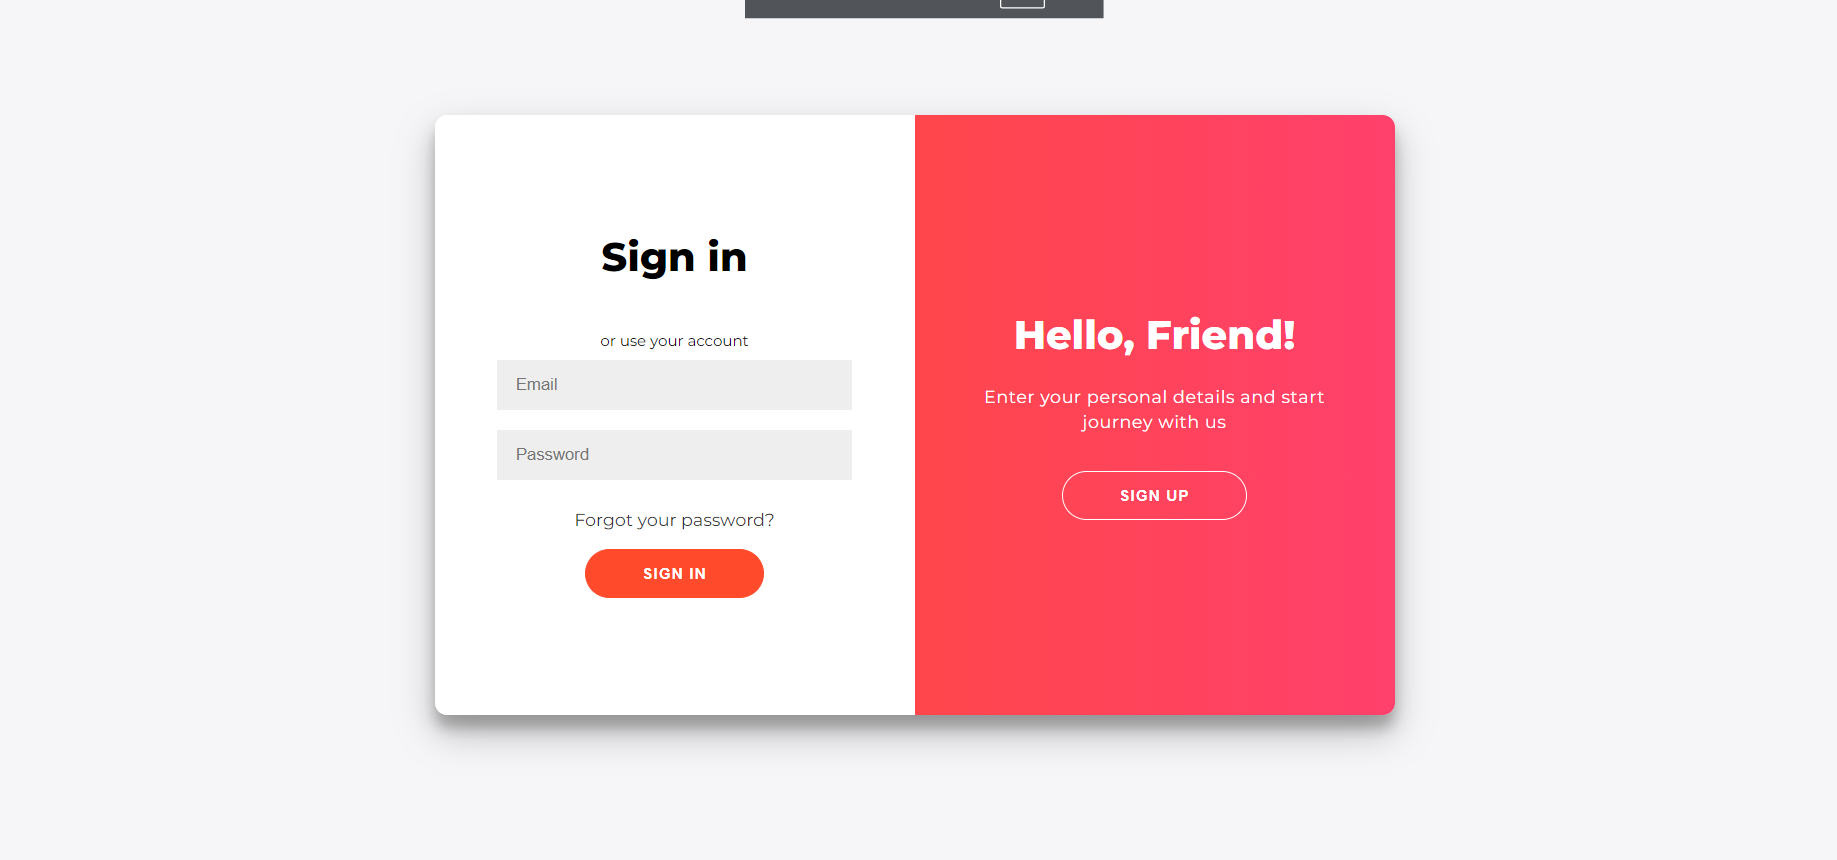 Sign in
or use your account
Email
Password
Forgot your password?
SIGN IN
Hello, Friend!
Enter your personal details and start
journey with us
SIGN UP